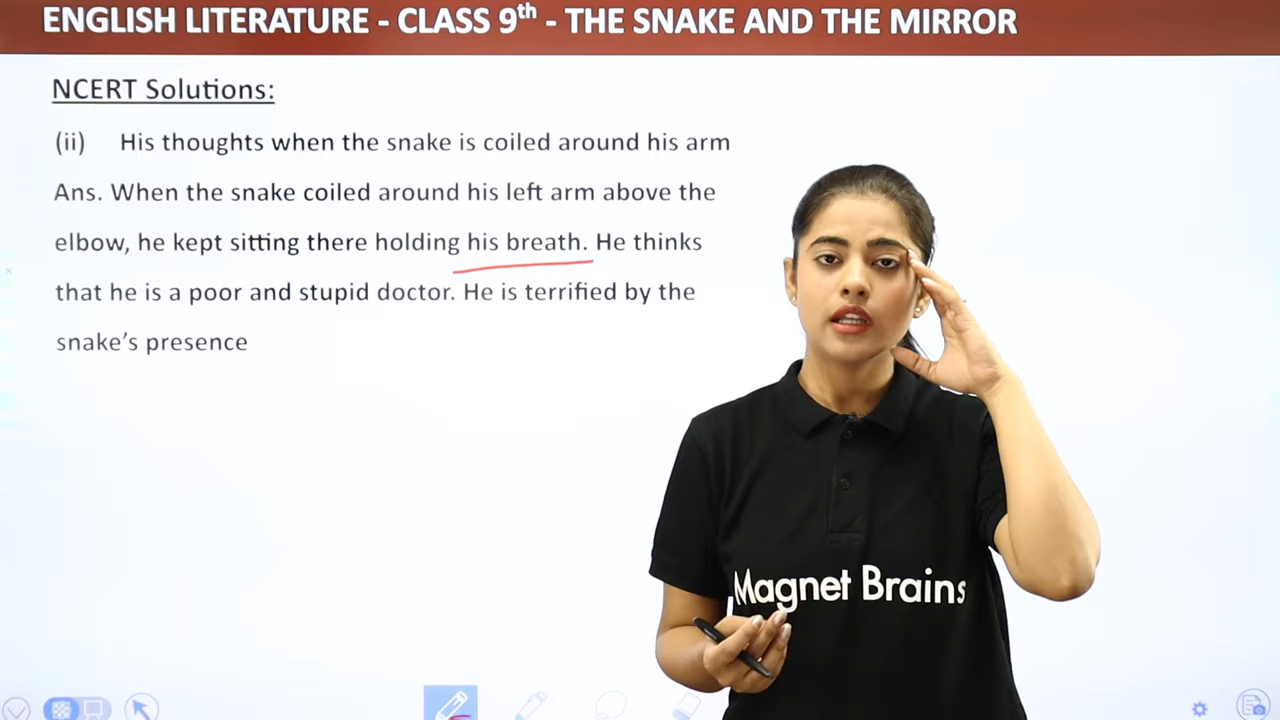 ENGLISH LITERATURE - CLASS 9th - THE SNAKE AND THE MIRROR
NCERT Solutions:
(ii) His thoughts when the snake is coiled around his arm
Ans. When the snake coiled around his left arm above the
elbow, he kept sitting there holding his breath. He thinks
that he is a poor and stupid doctor. He is terrified by the
snake’s presence
Magnet Brains